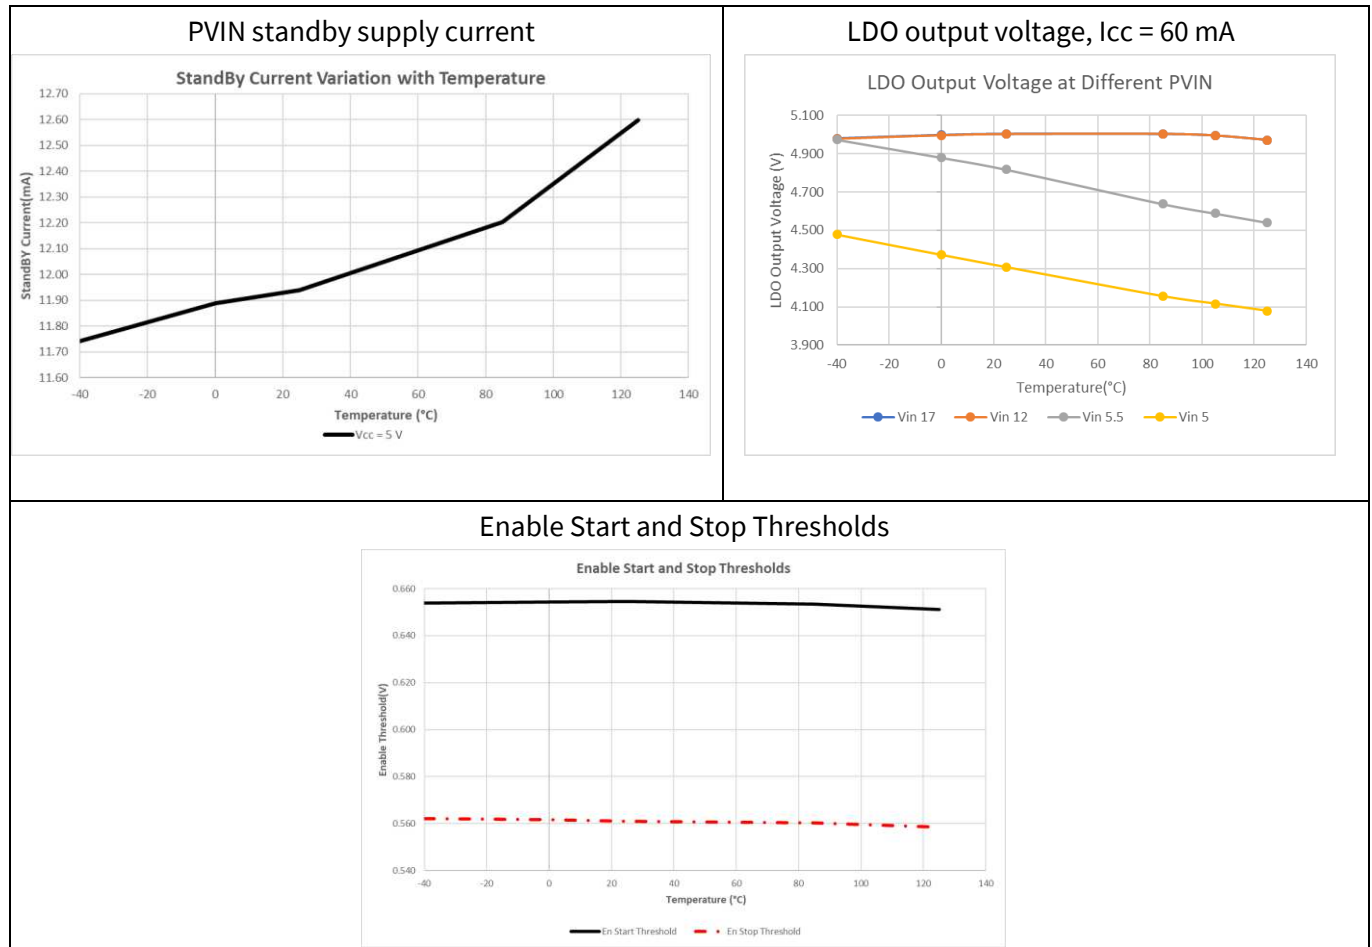 PVIN standby supply current
StandBy Current Variation with Temperature
12.70
12.60
12.50
12.40
12.30
12.20
12.10
12.00
11.90
11.80
11.70
11.60
StandBY Current(mA)
-40 -20 0 20 40 60 80 100 120 140
Temperature (°C)
Vcc = 5 V
LDO output voltage, Icc = 60 mA
LDO Output Voltage at Different PVIN
5.100
4.900
4.700
4.500
4.300
4.100
3.900
LDO Output Voltage (V)
-40 -20 0 20 40 60 80 100 120 140
Temperature(°C)
Vin 17 Vin 12 Vin 5.5 Vin 5
Enable Start and Stop Thresholds
Enable Start and Stop Thresholds
0.660
0.640
0.620
0.600
0.580
0.560
0.540
Enable Threshold(V)
-40 -20 0 20 40 60 80 100 120 140
Temperature (°C)
En Start Threshold En Stop Threshold